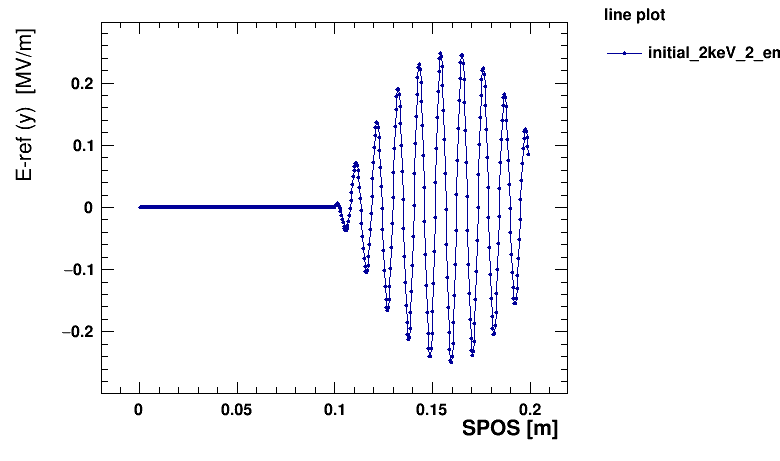 line plot
initial_2keV_2_en
E-ref (y) [MV/m]
0.2
0.1
0
−0.1
−0.2
0
0.05
0.1
0.15
0.2
SPOS [m]